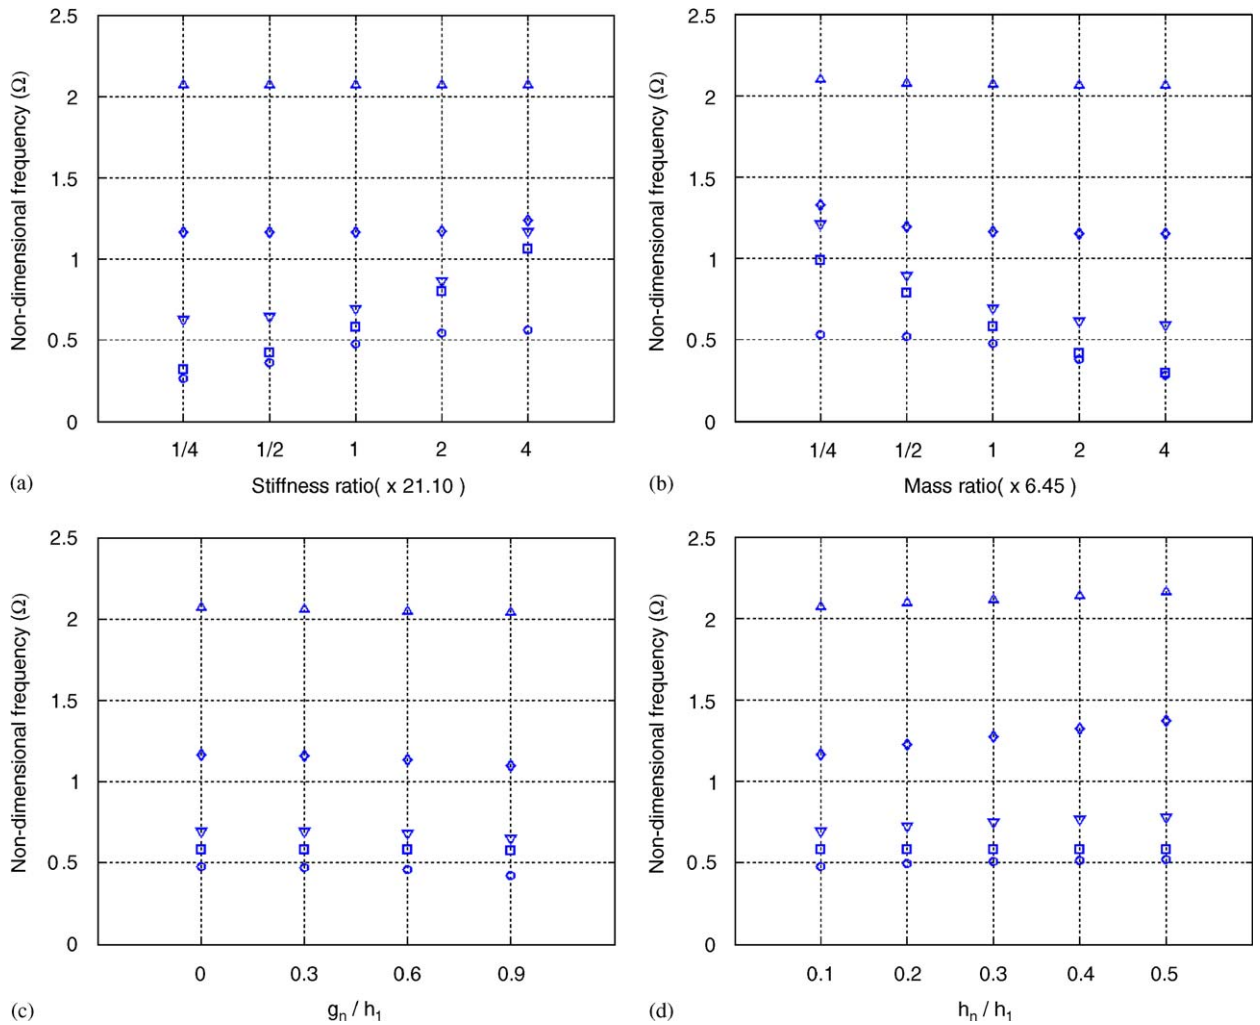 2.5
2
1.5
1
0.5
0
Non-dimensional frequency (Ω)
1/4 1/2 1 2 4
(a) Stiffness ratio( x 21.10 )
2.5
2
1.5
1
0.5
0
Non-dimensional frequency (Ω)
1/4 1/2 1 2 4
(b) Mass ratio( x 6.45 )
2.5
2
1.5
1
0.5
0
Non-dimensional frequency (Ω)
0 0.3 0.6 0.9
(c) gₙ / h₁
2.5
2
1.5
1
0.5
0
Non-dimensional frequency (Ω)
0.1 0.2 0.3 0.4 0.5
(d) hₙ / h₁